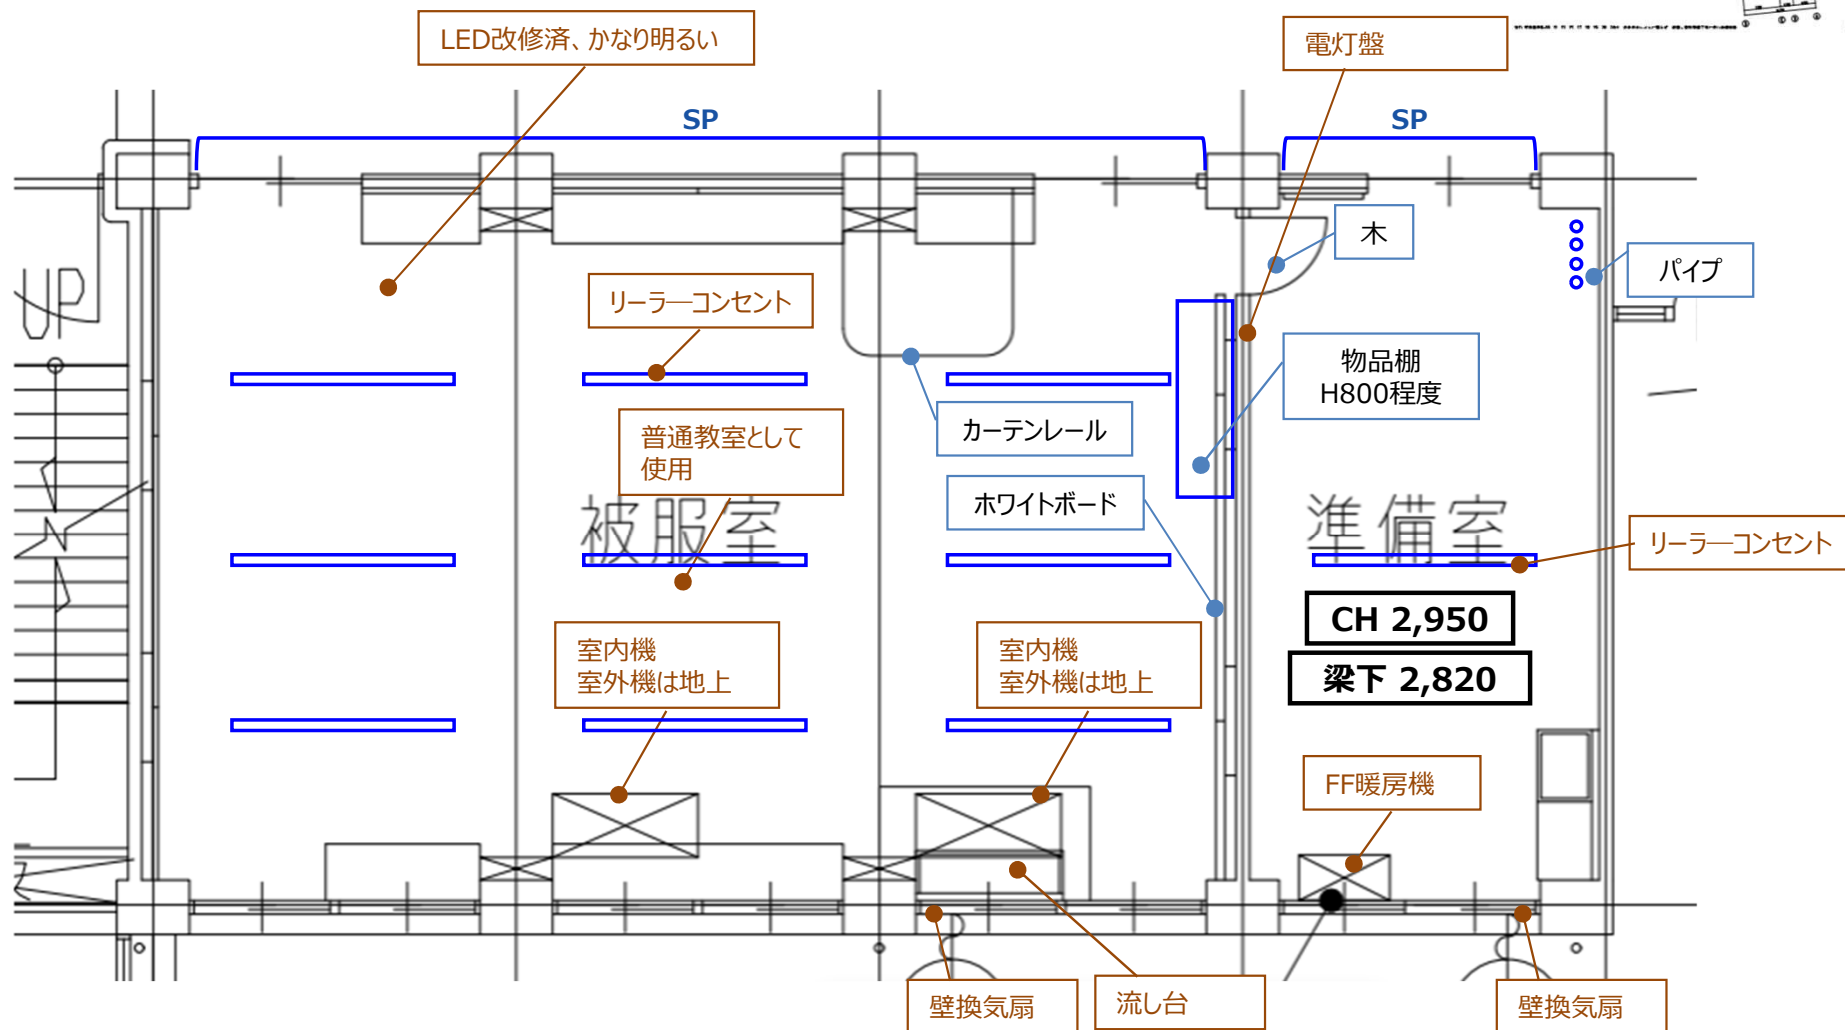 LED改修済、かなり明るい
電灯盤
SP
SP
木
パイプ
リーラーコンセント
物品棚
H800程度
カーテンレール
普通教室として
使用
ホワイトボード
UP
被服室
準備室
リーラーコンセント
CH 2,950
梁下 2,820
室内機
室外機は地上
室内機
室外機は地上
FF暖房機
壁換気扇
流し台
壁換気扇